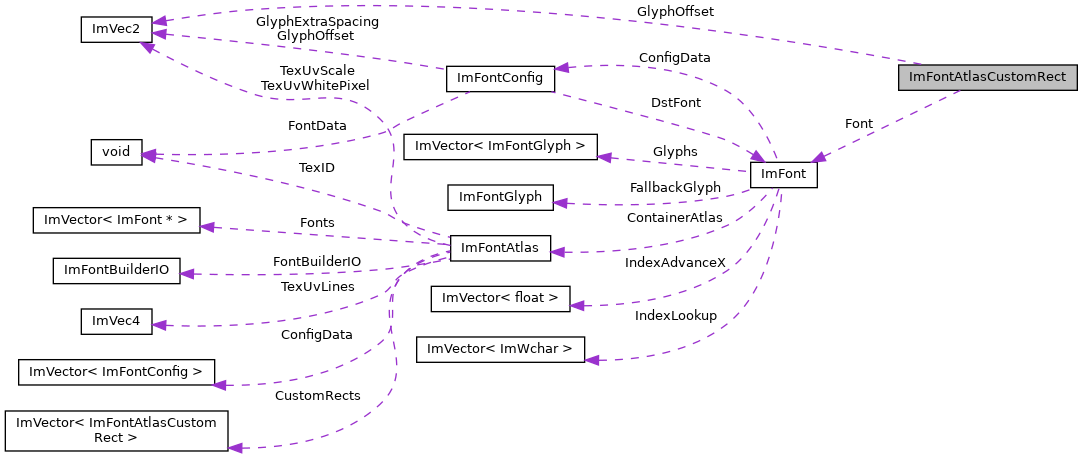 GlyphOffset
ImVec2
GlyphExtraSpacing
GlyphOffset
ConfigData
ImFontAtlasCustomRect
TexUvScale
TexUvWhitePixel
ImFontConfig
DstFont
FontData
Font
void
ImVector< ImFontGlyph >
Glyphs
TexID
ImFont
FallbackGlyph
ImFontGlyph
ImVector< ImFont * >
Fonts
ContainerAtlas
ImFontAtlas
ImFontBuilderIO
FontBuilderIO
IndexAdvanceX
TexUvLines
ImVector< float >
ImVec4
IndexLookup
ConfigData
ImVector< ImWchar >
ImVector< ImFontConfig >
CustomRects
ImVector< ImFontAtlasCustom
Rect >